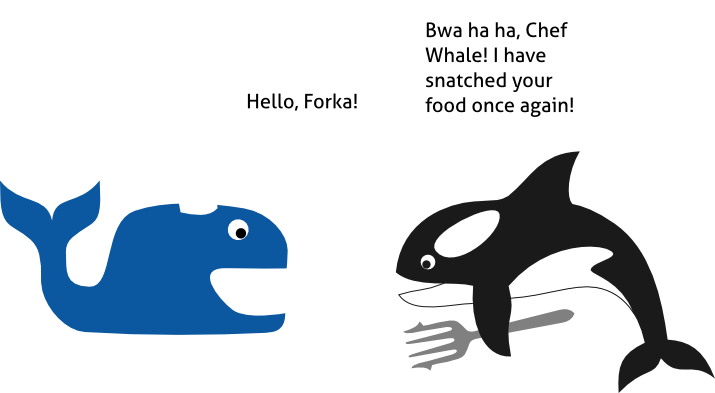 Hello, Forka!
Bwa ha ha, Chef
Whale! I have
snatched your
food once again!